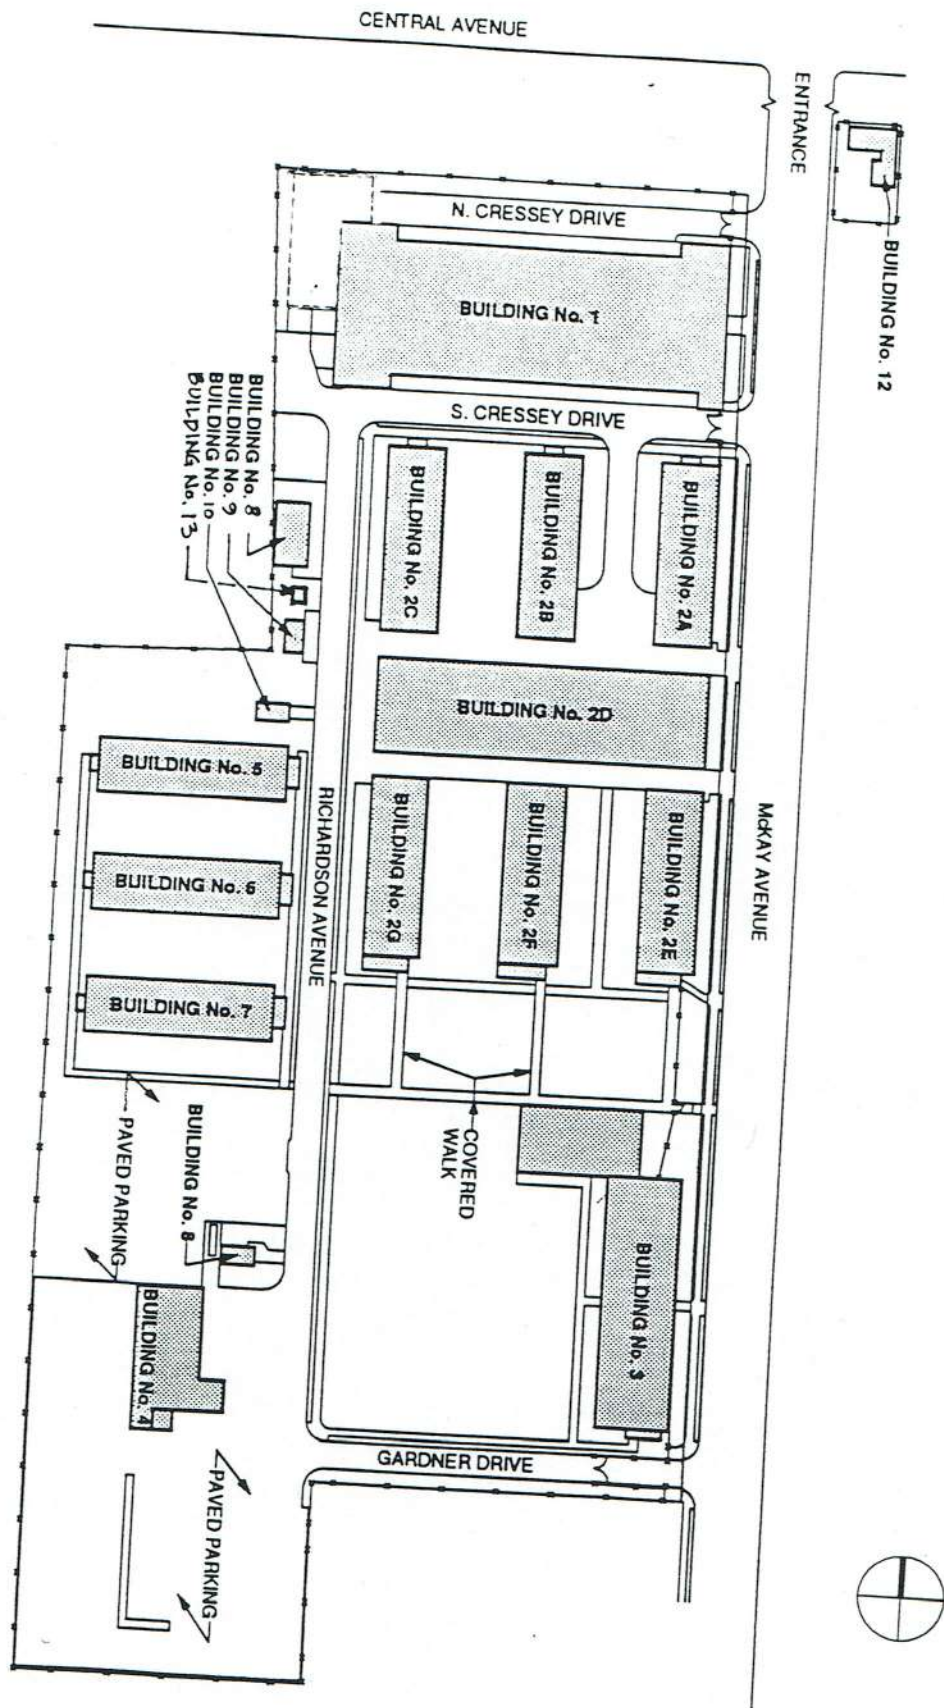 CENTRAL AVENUE
ENTRANCE
BUILDING No. 12
N. CRESSEY DRIVE
BUILDING No. 1
S. CRESSEY DRIVE
BUILDING No. 8
BUILDING No. 9
BUILDING No. 10
BUILDING No. 13
BUILDING No. 2C
BUILDING No. 2B
BUILDING No. 2A
BUILDING No. 2D
BUILDING No. 5
BUILDING No. 6
BUILDING No. 7
RICHARDSON AVENUE
BUILDING No. 2G
BUILDING No. 2F
BUILDING No. 2E
McKAY AVENUE
COVERED
WALK
PAVED PARKING
BUILDING No. 8
BUILDING No. 3
BUILDING No. 4
GARDNER DRIVE
PAVED PARKING